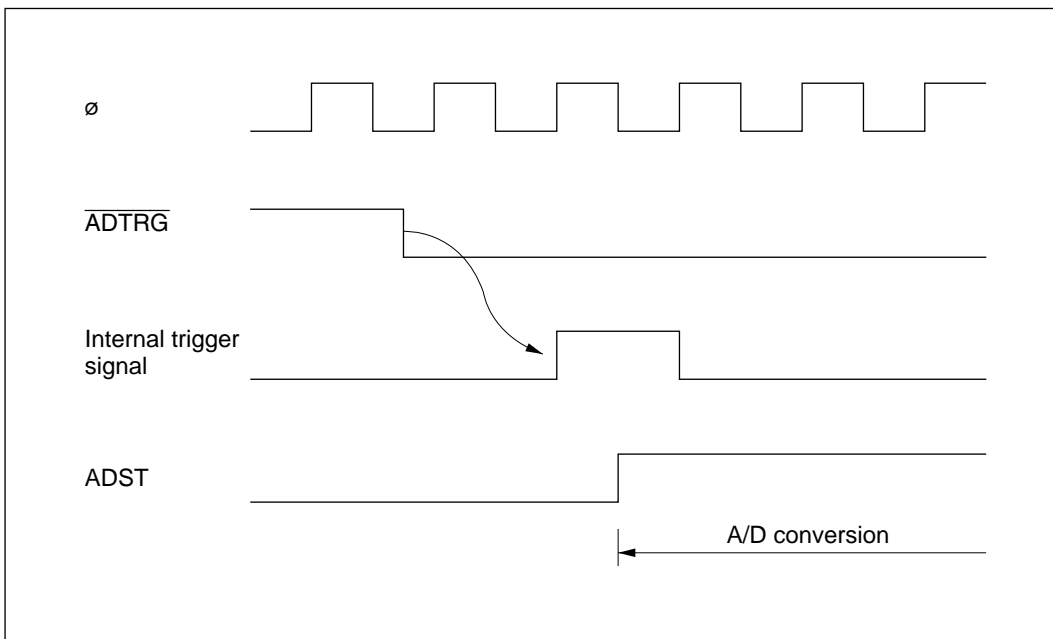 ø
ADTRG
Internal trigger
signal
ADST
A/D conversion